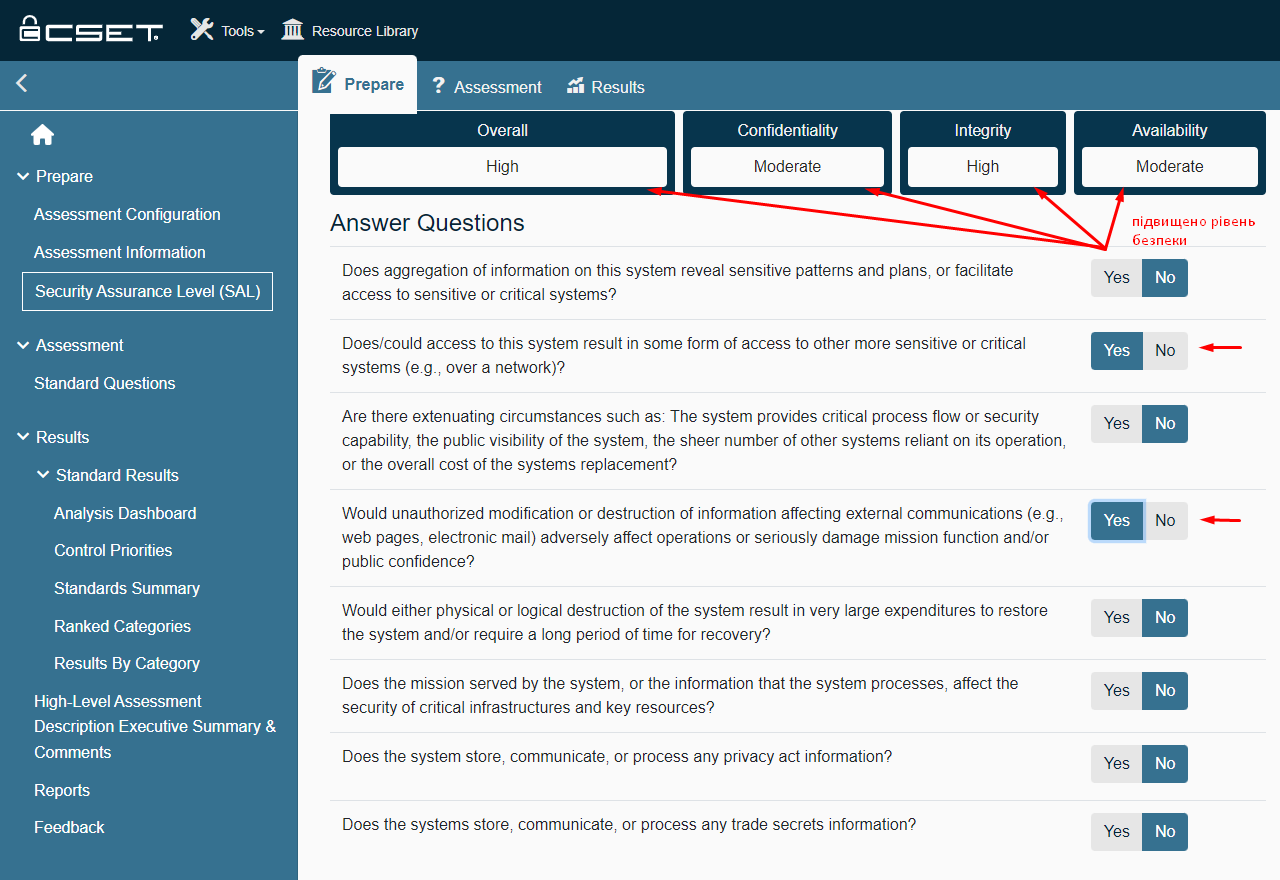 CSET
Tools
Resource Library
Prepare
Assessment
Results
Prepare
Assessment Configuration
Assessment Information
Security Assurance Level (SAL)
Assessment
Standard Questions
Results
Standard Results
Analysis Dashboard
Control Priorities
Standards Summary
Ranked Categories
Results By Category
High-Level Assessment
Description Executive Summary &
Comments
Reports
Feedback
Overall
High
Confidentiality
Moderate
Integrity
High
Availability
Moderate
підвищено рівень
безпеки
Answer Questions
Does aggregation of information on this system reveal sensitive patterns and plans, or facilitate
access to sensitive or critical systems?
Yes No
Does/could access to this system result in some form of access to other more sensitive or critical
systems (e.g., over a network)?
Yes No
Are there extenuating circumstances such as: The system provides critical process flow or security
capability, the public visibility of the system, the sheer number of other systems reliant on its operation,
or the overall cost of the systems replacement?
Yes No
Would unauthorized modification or destruction of information affecting external communications (e.g.,
web pages, electronic mail) adversely affect operations or seriously damage mission function and/or
public confidence?
Yes No
Would either physical or logical destruction of the system result in very large expenditures to restore
the system and/or require a long period of time for recovery?
Yes No
Does the mission served by the system, or the information that the system processes, affect the
security of critical infrastructures and key resources?
Yes No
Does the system store, communicate, or process any privacy act information?
Yes No
Does the systems store, communicate, or process any trade secrets information?
Yes No